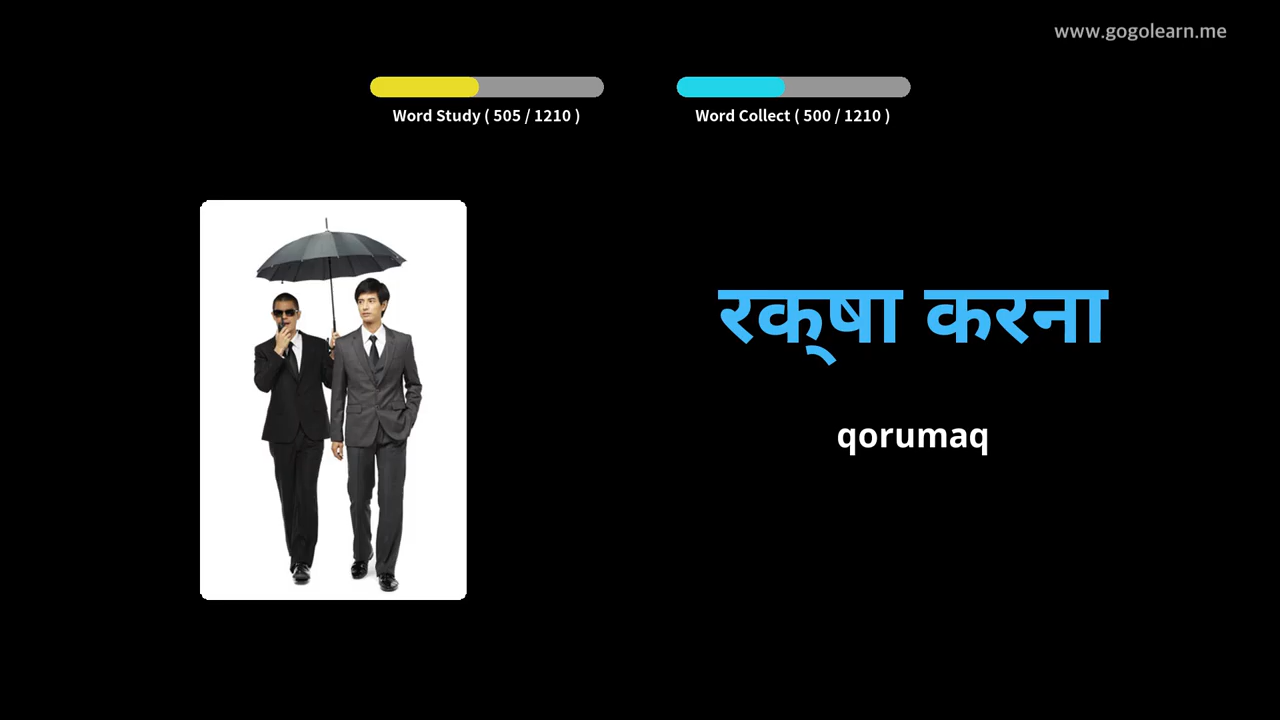 www.gogolearn.me
Word Study ( 505 / 1210 )
Word Collect ( 500 / 1210 )
रक्षा करना
qorumaq